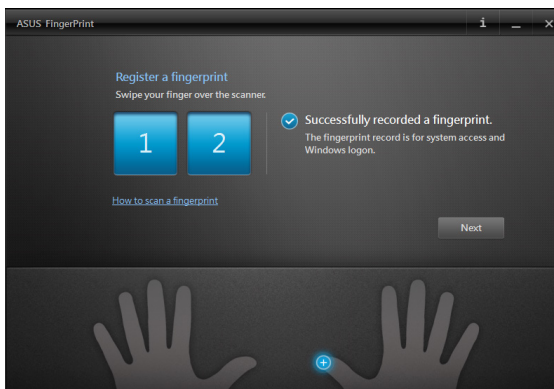 ASUS FingerPrint
i
Register a fingerprint
Swipe your finger over the scanner.
1 2
Successfully recorded a fingerprint.
The fingerprint record is for system access and
Windows logon.
How to scan a fingerprint
Next